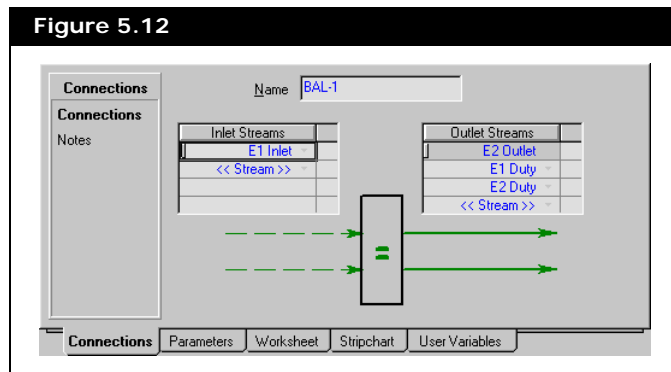 Figure 5.12
Connections
Connections
Notes
Name BAL-1
Inlet Streams
E1 Inlet
<< Stream >>
Outlet Streams
E2 Outlet
E1 Duty
E2 Duty
<< Stream >>
=
Connections Parameters Worksheet Stripchart User Variables